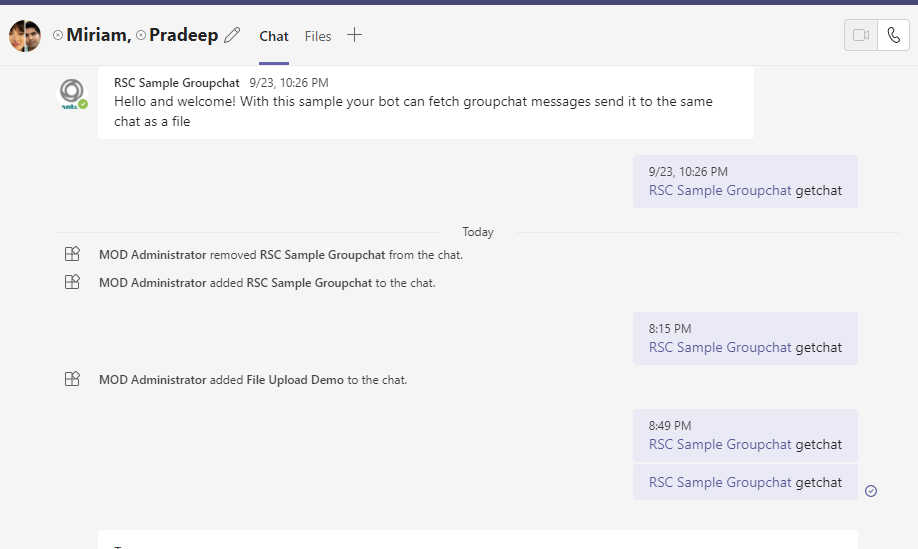 Miriam, Pradeep Chat Files
RSC Sample Groupchat 9/23, 10:26 PM
Hello and welcome! With this sample your bot can fetch groupchat messages send it to the same
chat as a file
9/23, 10:26 PM
RSC Sample Groupchat getchat
Today
MOD Administrator removed RSC Sample Groupchat from the chat.
MOD Administrator added RSC Sample Groupchat to the chat.
8:15 PM
RSC Sample Groupchat getchat
MOD Administrator added File Upload Demo to the chat.
8:49 PM
RSC Sample Groupchat getchat
RSC Sample Groupchat getchat